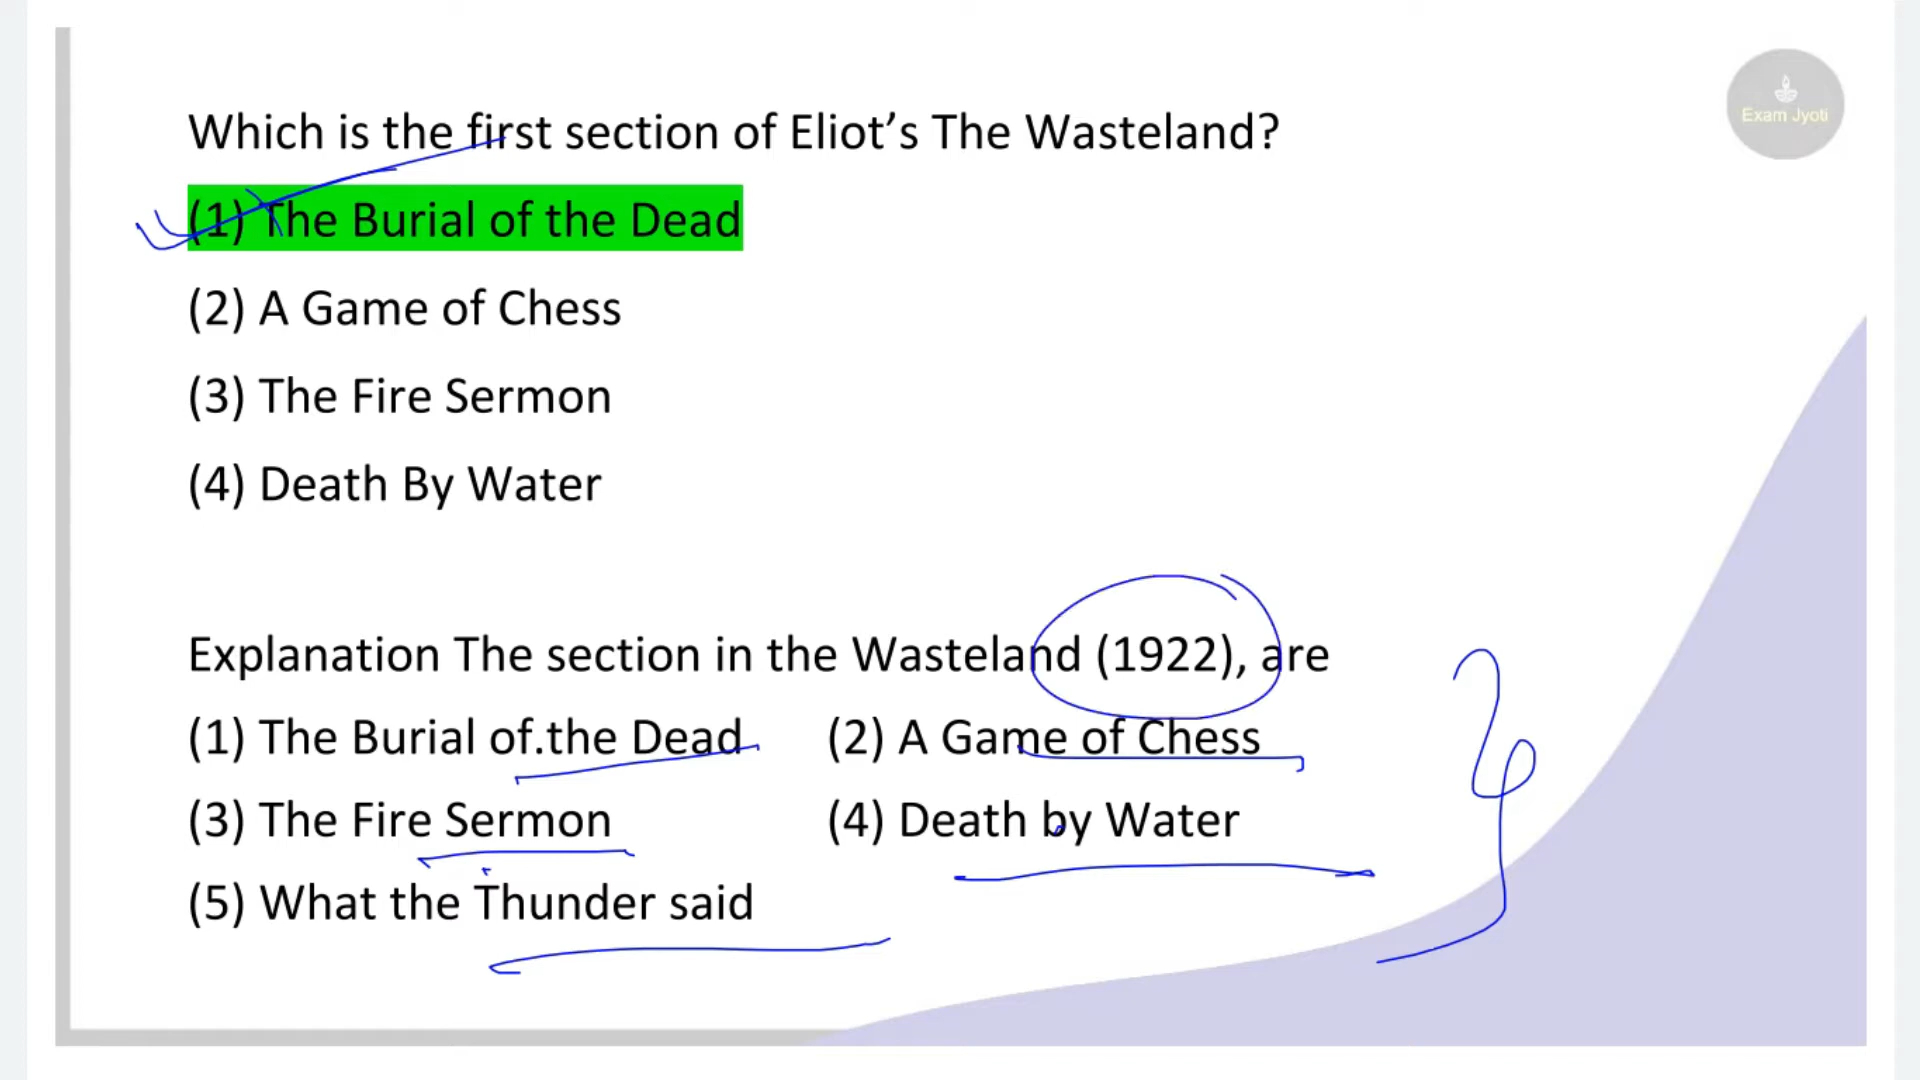 Exam Jyoti
Which is the first section of Eliot’s The Wasteland?
(1) The Burial of the Dead
(2) A Game of Chess
(3) The Fire Sermon
(4) Death By Water
Explanation The section in the Wasteland (1922), are
(1) The Burial of.the Dead (2) A Game of Chess
(3) The Fire Sermon (4) Death by Water
(5) What the Thunder said